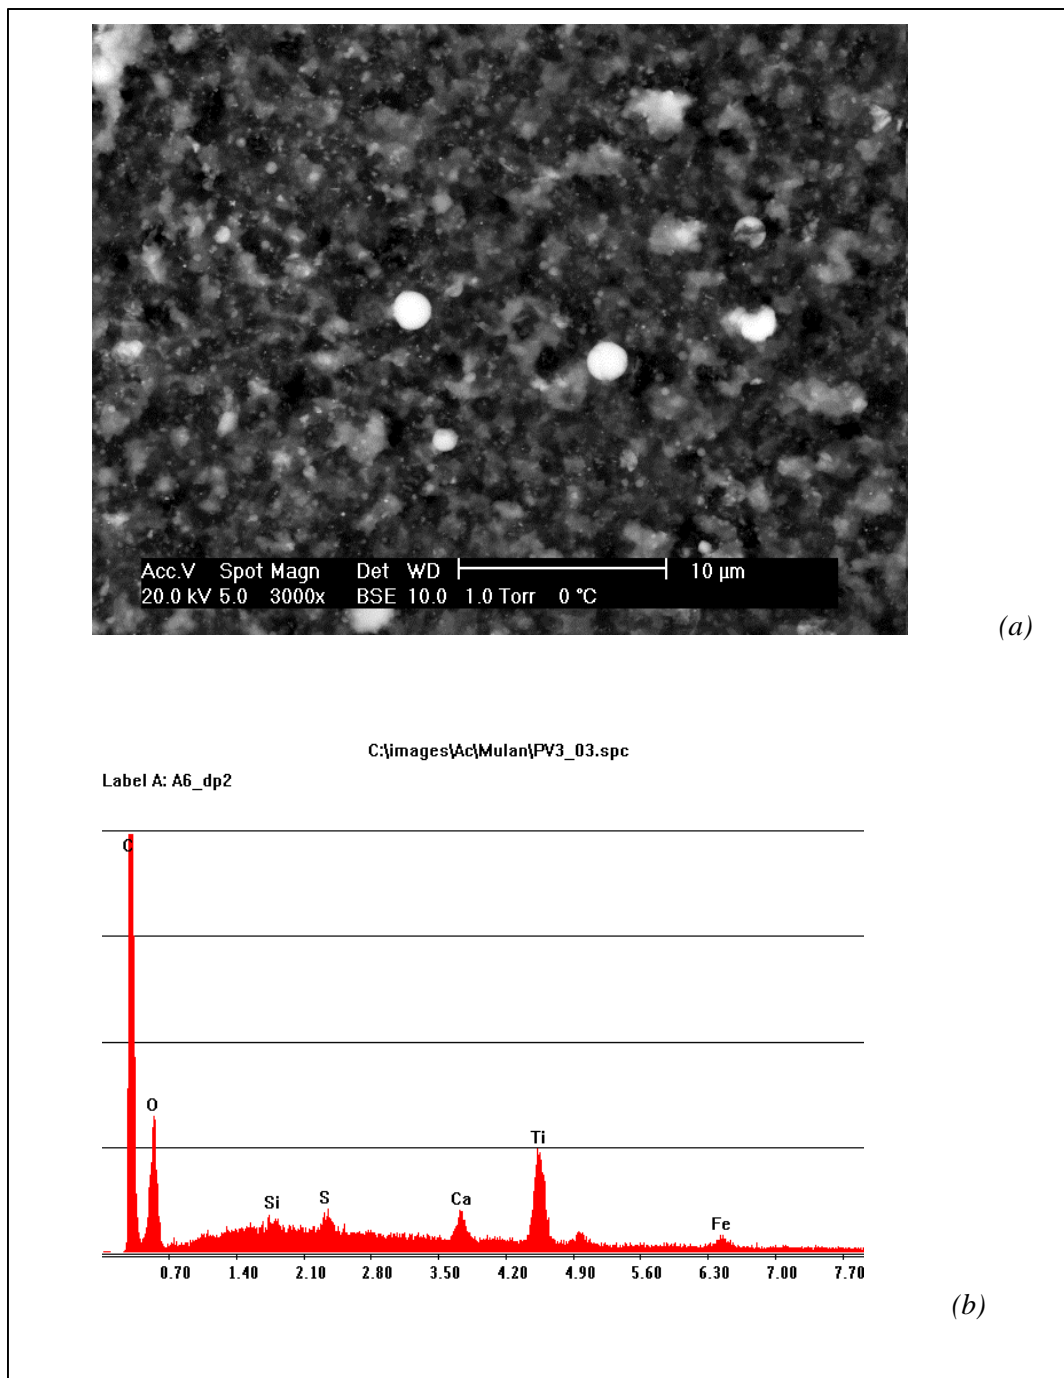 Acc.V Spot Magn Det WD 10 µm
20.0 kV 5.0 3000x BSE 10.0 1.0 Torr 0 °C
(a)
C:\images\Ac\Mulan\PV3_03.spc
Label A: A6_dp2
C
O
Ti
Si S Ca
Fe
0.70 1.40 2.10 2.80 3.50 4.20 4.90 5.60 6.30 7.00 7.70
(b)